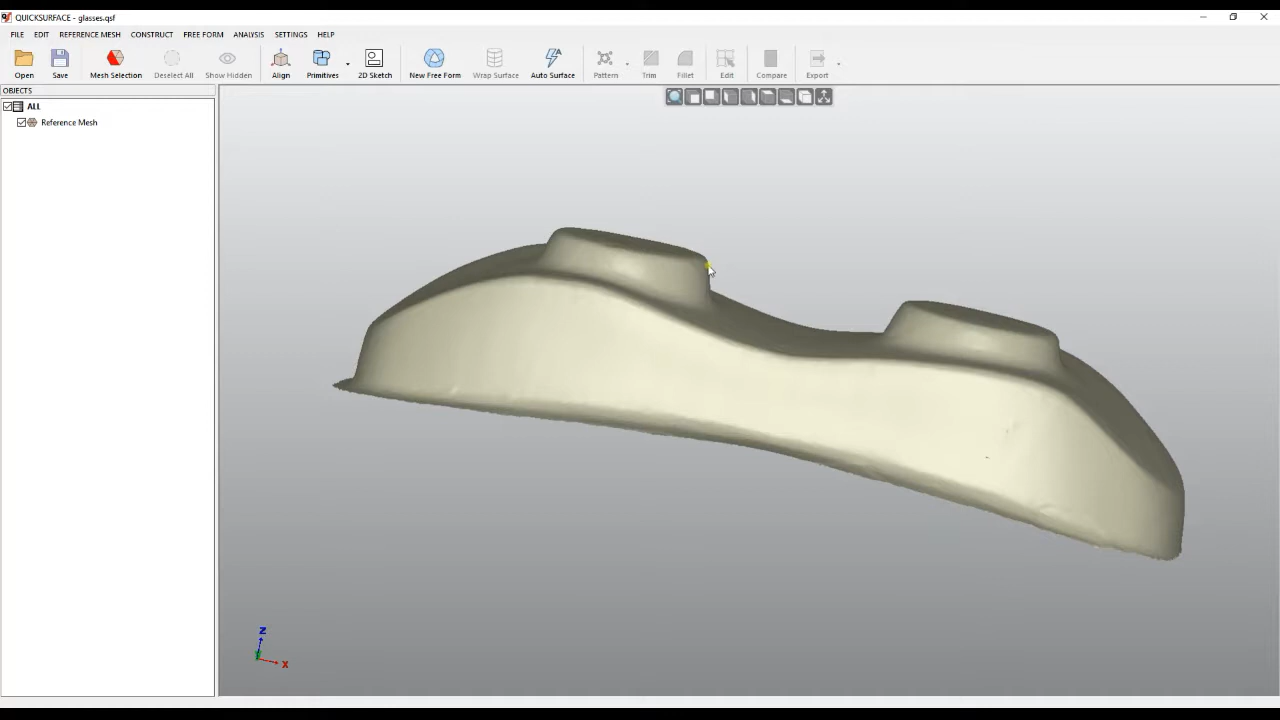 QUICKSURFACE - glasses.qsf
FILE EDIT REFERENCE MESH CONSTRUCT FREE FORM ANALYSIS SETTINGS HELP
Open Save Mesh Selection Deselect All Show Hidden Align Primitives 2D Sketch New Free Form Wrap Surface Auto Surface Pattern Trim Fillet Edit Compare Export
OBJECTS
ALL
Reference Mesh
Z
X